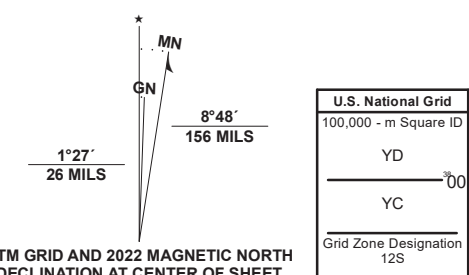 ★
MN
GN
8°48´
156 MILS
1°27´
26 MILS
TM GRID AND 2022 MAGNETIC NORTH
DECLINATION AT CENTER OF SHEET
U.S. National Grid
100,000 - m Square ID
YD
³⁸00
YC
Grid Zone Designation
12S